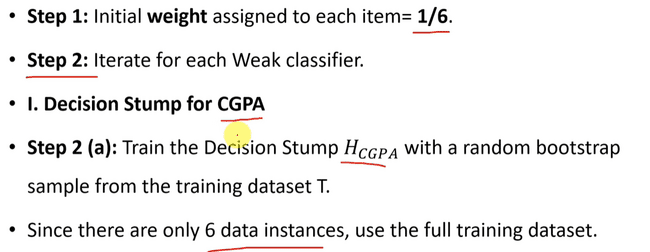 • Step 1: Initial weight assigned to each item= 1/6.
• Step 2: Iterate for each Weak classifier.
• I. Decision Stump for CGPA
• Step 2 (a): Train the Decision Stump H_CGPA with a random bootstrap
sample from the training dataset T.
• Since there are only 6 data instances, use the full training dataset.